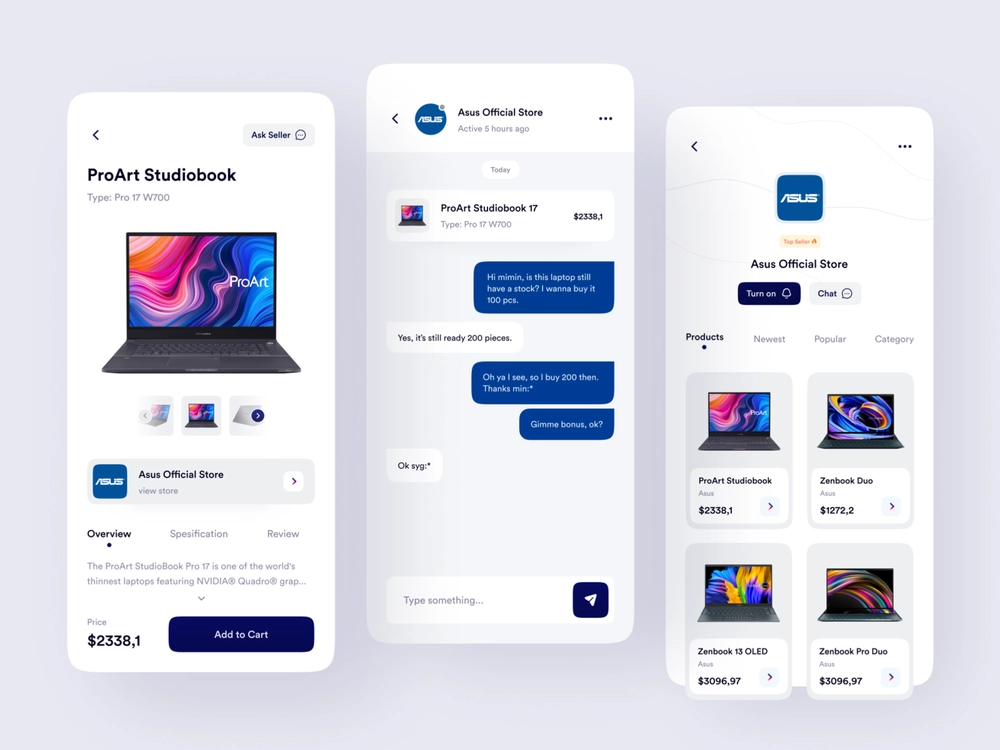 Ask Seller
ProArt Studiobook
Type: Pro 17 W700
ProArt
ASUS
Asus Official Store
view store
Overview
Spesification
Review
The ProArt StudioBook Pro 17 is one of the world's
thinnest laptops featuring NVIDIA® Quadro® grap...
Price
$2338,1
Add to Cart
ASUS
Asus Official Store
Active 5 hours ago
Today
ProArt Studiobook 17
Type: Pro 17 W700
$2338,1
Hi mimin, is this laptop still
have a stock? I wanna buy it
100 pcs.
Yes, it's still ready 200 pieces.
Oh ya I see, so I buy 200 then.
Thanks min:*
Gimme bonus, ok?
Ok syg:*
Type something...
ASUS
Top Seller
Asus Official Store
Turn on
Chat
Products
Newest
Popular
Category
ProArt
ProArt Studiobook
Asus
$2338,1
Zenbook Duo
Asus
$1272,2
Zenbook 13 OLED
Asus
$3096,97
Zenbook Pro Duo
Asus
$3096,97